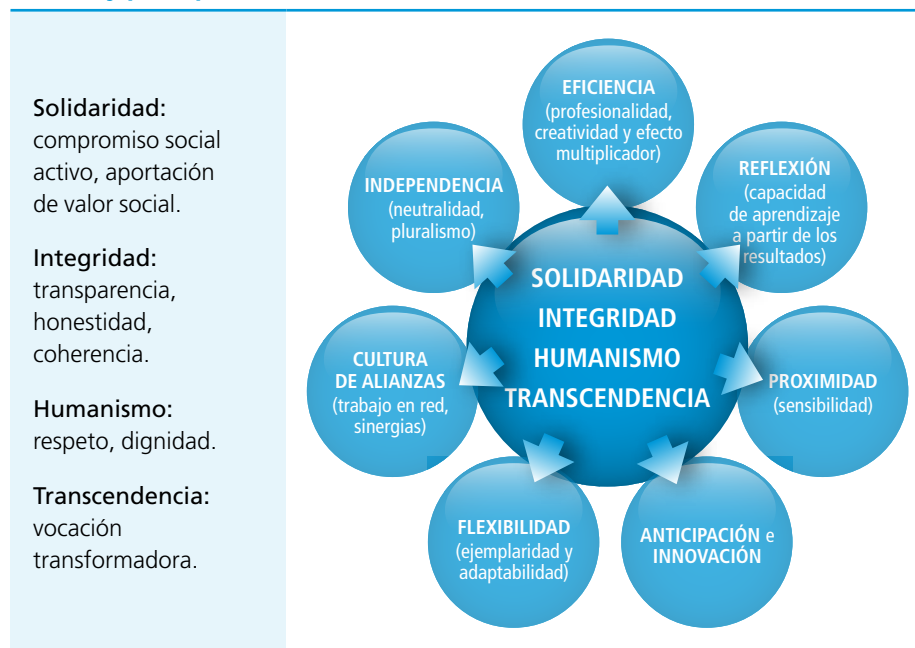 Solidaridad:
compromiso social
activo, aportación
de valor social.
Integridad:
transparencia,
honestidad,
coherencia.
Humanismo:
respeto, dignidad.
Transcendencia:
vocación
transformadora.
EFICIENCIA
(profesionalidad,
creatividad y efecto
multiplicador)
INDEPENDENCIA
(neutralidad,
pluralismo)
REFLEXIÓN
(capacidad
de aprendizaje
a partir de los
resultados)
SOLIDARIDAD
INTEGRIDAD
HUMANISMO
TRANSCENDENCIA
CULTURA
DE ALIANZAS
(trabajo en red,
sinergias)
PROXIMIDAD
(sensibilidad)
FLEXIBILIDAD
(ejemplaridad y
adaptabilidad)
ANTICIPACIÓN e
INNOVACIÓN